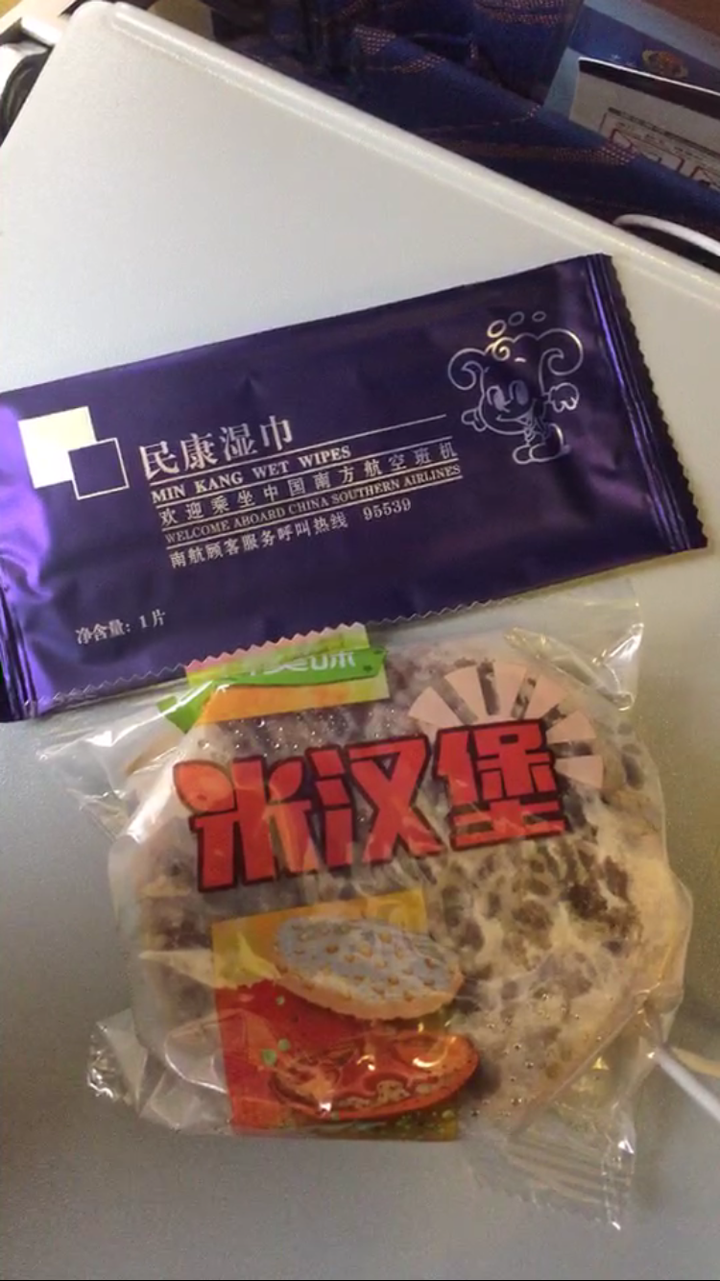 民康湿巾
MIN KANG WET WIPES
欢迎乘坐中国南方航空班机
WELCOME ABOARD CHINA SOUTHERN AIRLINES
南航顾客服务呼叫热线 95539
净含量：1片
米汉堡